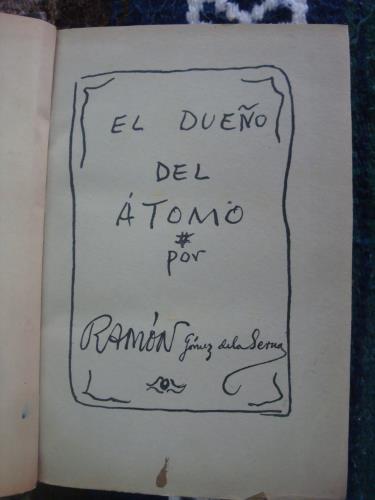 EL DUEÑO
DEL
ÁTOMO
#
por
RAMÓN Gómez de la Serna